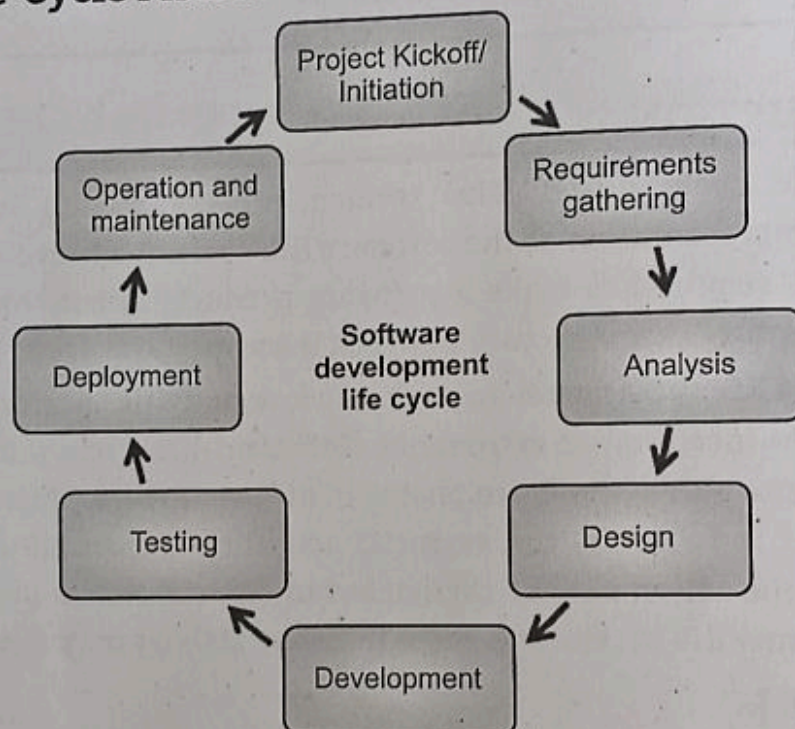 Project Kickoff/
Initiation
Requirements
gathering
Analysis
Design
Development
Testing
Deployment
Operation and
maintenance
Software
development
life cycle